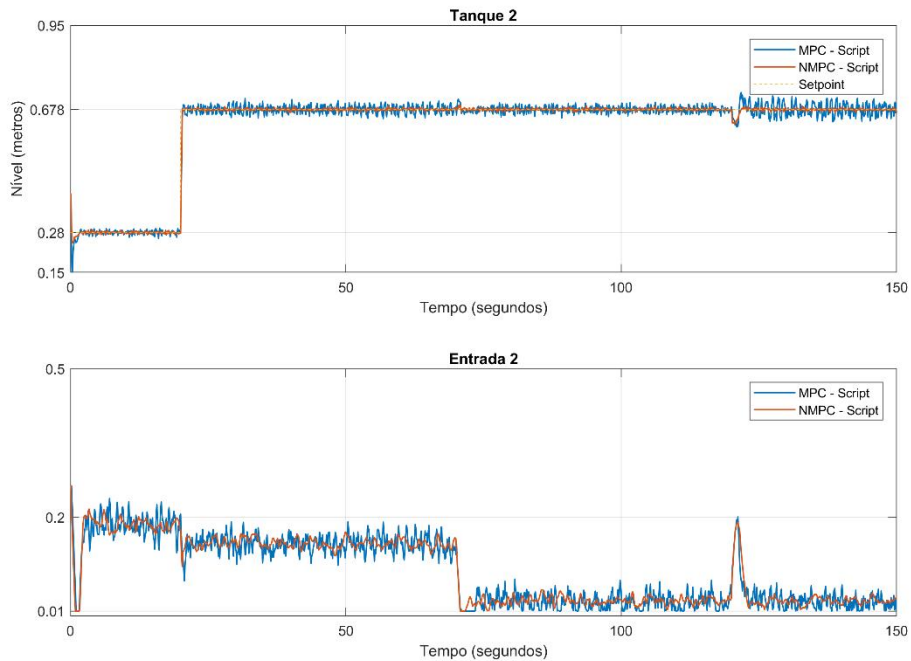 Tanque 2
0.95
0.678
0.28
0.15
Nível (metros)
MPC - Script
NMPC - Script
Setpoint
0
50
100
150
Tempo (segundos)
Entrada 2
0.5
0.2
0.01
MPC - Script
NMPC - Script
0
50
100
150
Tempo (segundos)